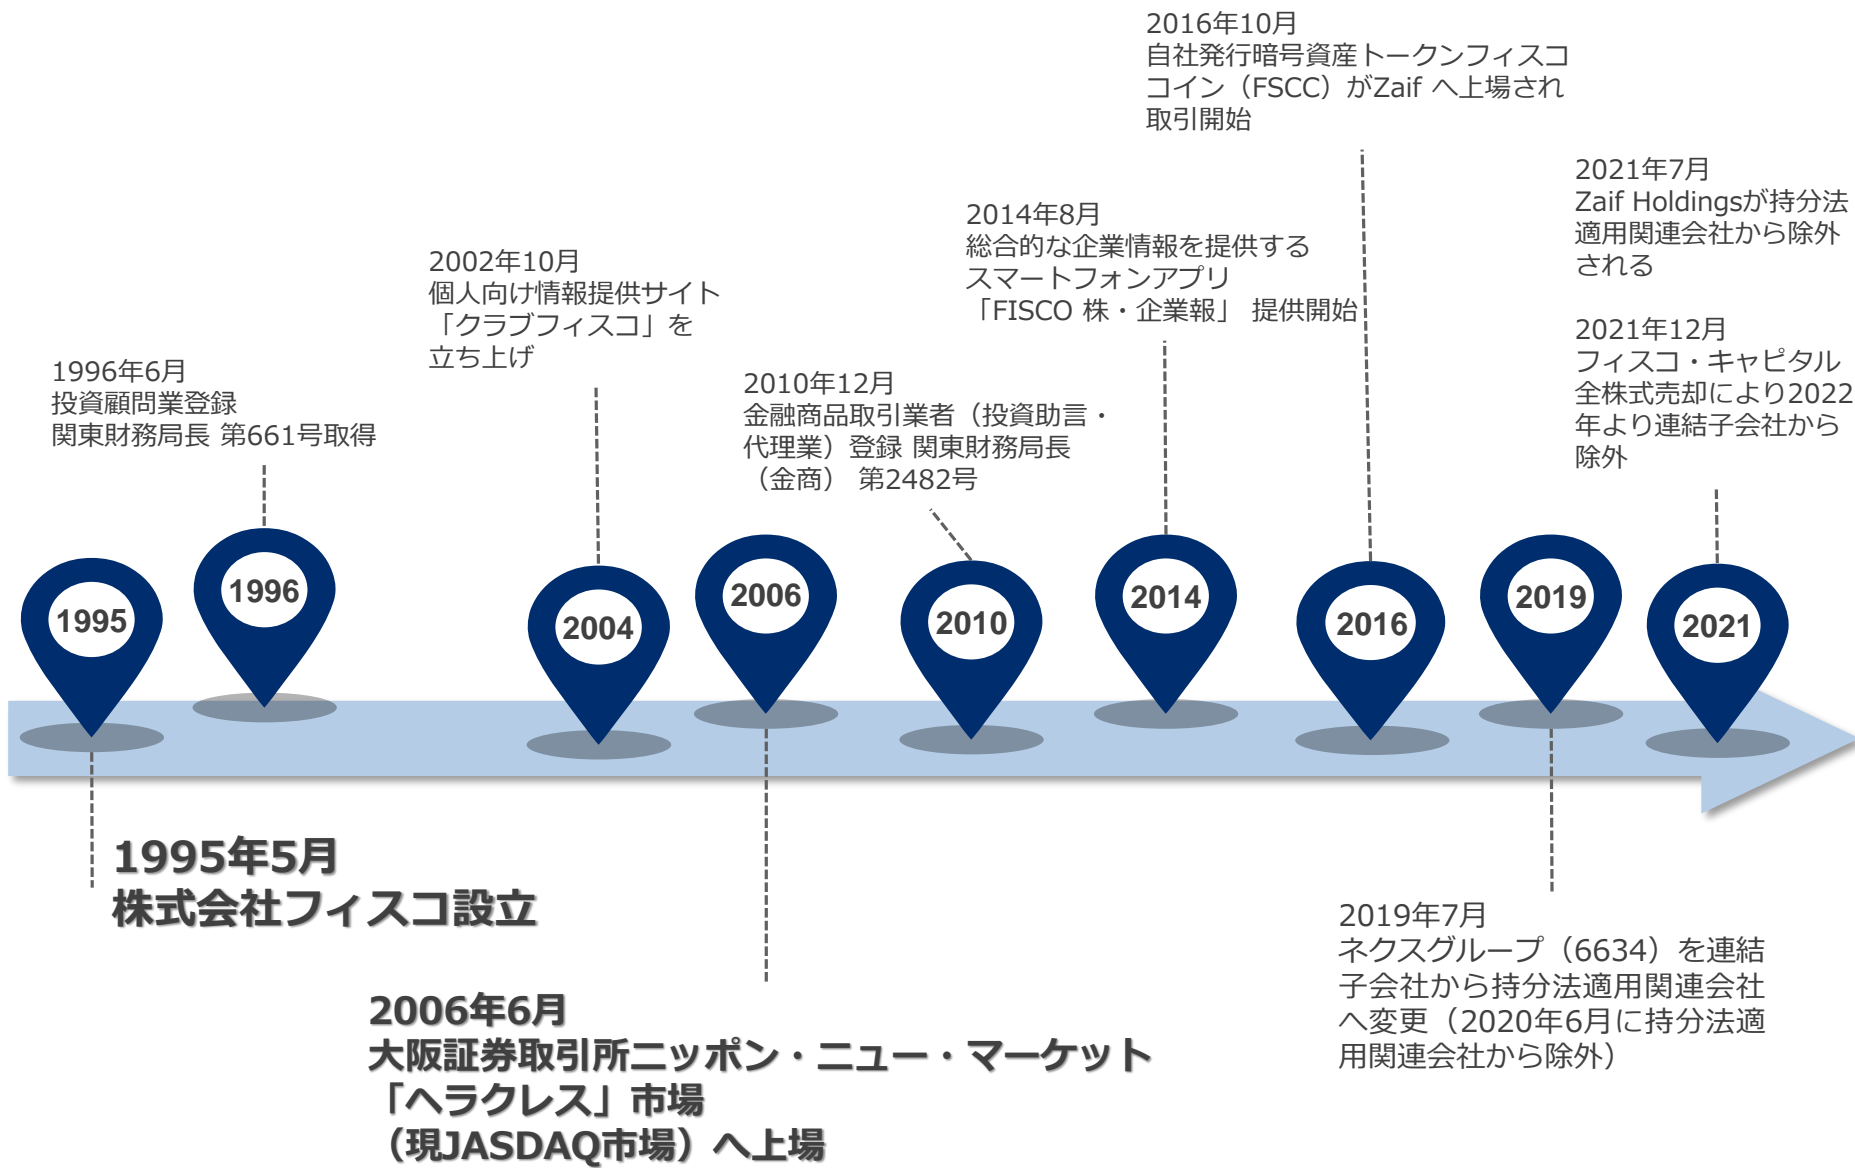 2016年10月
自社発行暗号資産トークンフィスコ
コイン（FSCC）がZaif へ上場され
取引開始
2021年7月
Zaif Holdingsが持分法
適用関連会社から除外
される
2014年8月
総合的な企業情報を提供する
スマートフォンアプリ
「FISCO 株・企業報」 提供開始
2002年10月
個人向け情報提供サイト
「クラブフィスコ」を
立ち上げ
2021年12月
フィスコ・キャピタル
全株式売却により2022
年より連結子会社から
除外
1996年6月
投資顧問業登録
関東財務局長 第661号取得
2010年12月
金融商品取引業者（投資助言・
代理業）登録 関東財務局長
（金商） 第2482号
1995
1996
2004
2006
2010
2014
2016
2019
2021
1995年5月
株式会社フィスコ設立
2006年6月
大阪証券取引所ニッポン・ニュー・マーケット
「ヘラクレス」市場
（現JASDAQ市場）へ上場
2019年7月
ネクスグループ（6634）を連結
子会社から持分法適用関連会社
へ変更（2020年6月に持分法適
用関連会社から除外）